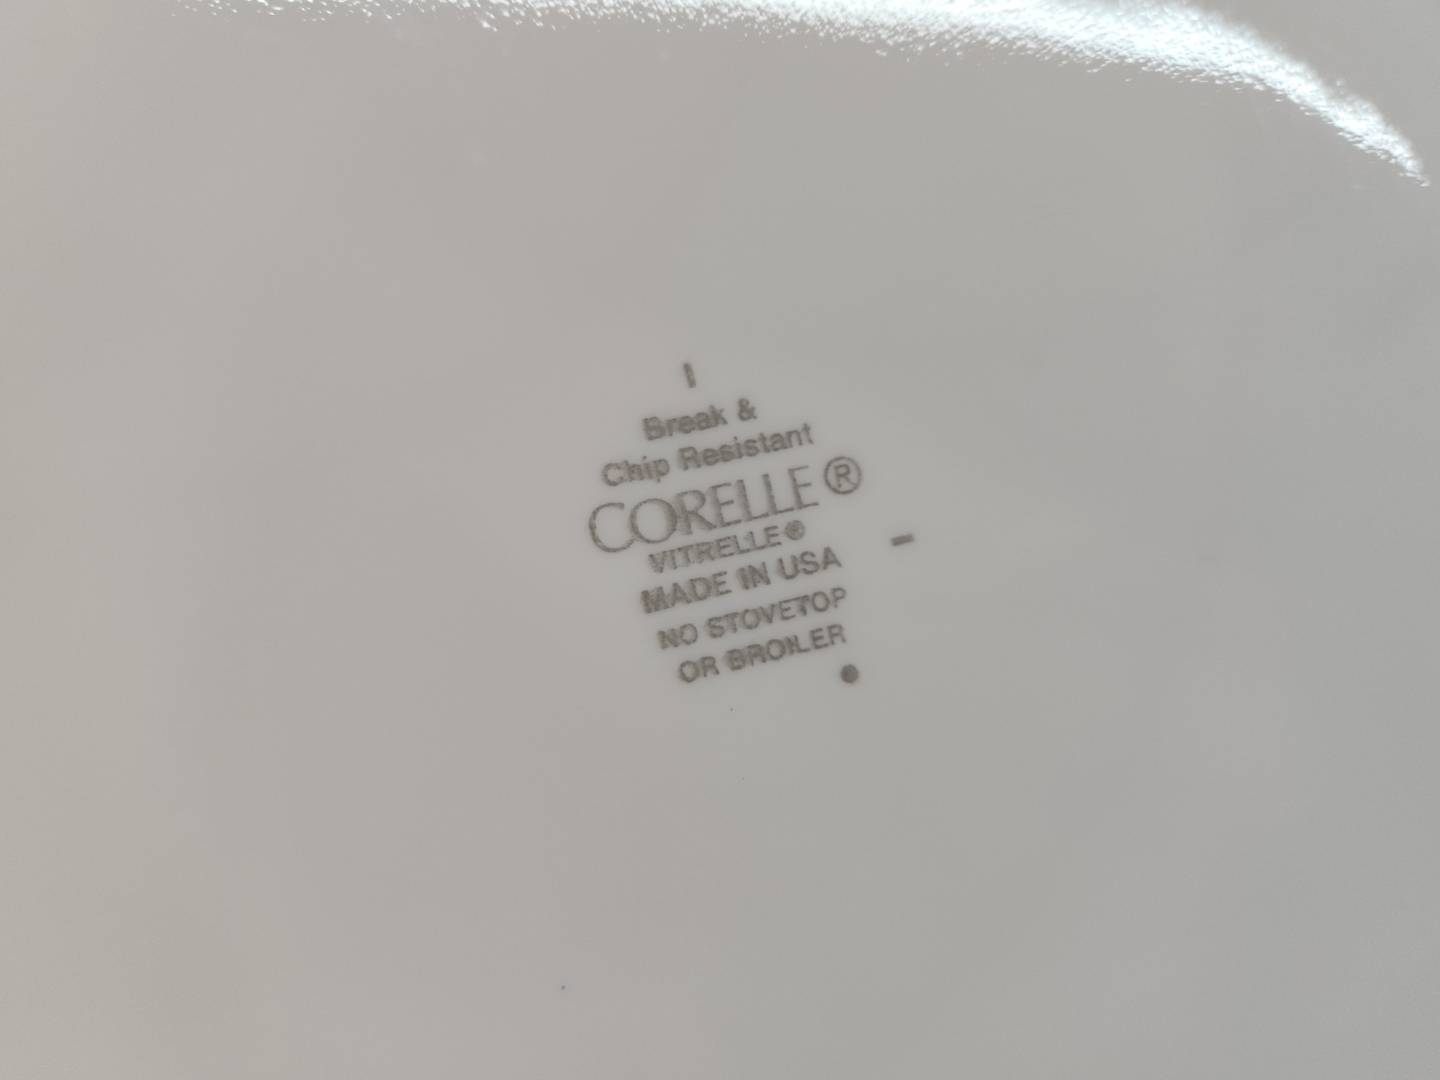 Break &
Chip Resistant
CORELLE®
VITRELLE®
MADE IN USA
NO STOVETOP
OR BROILER